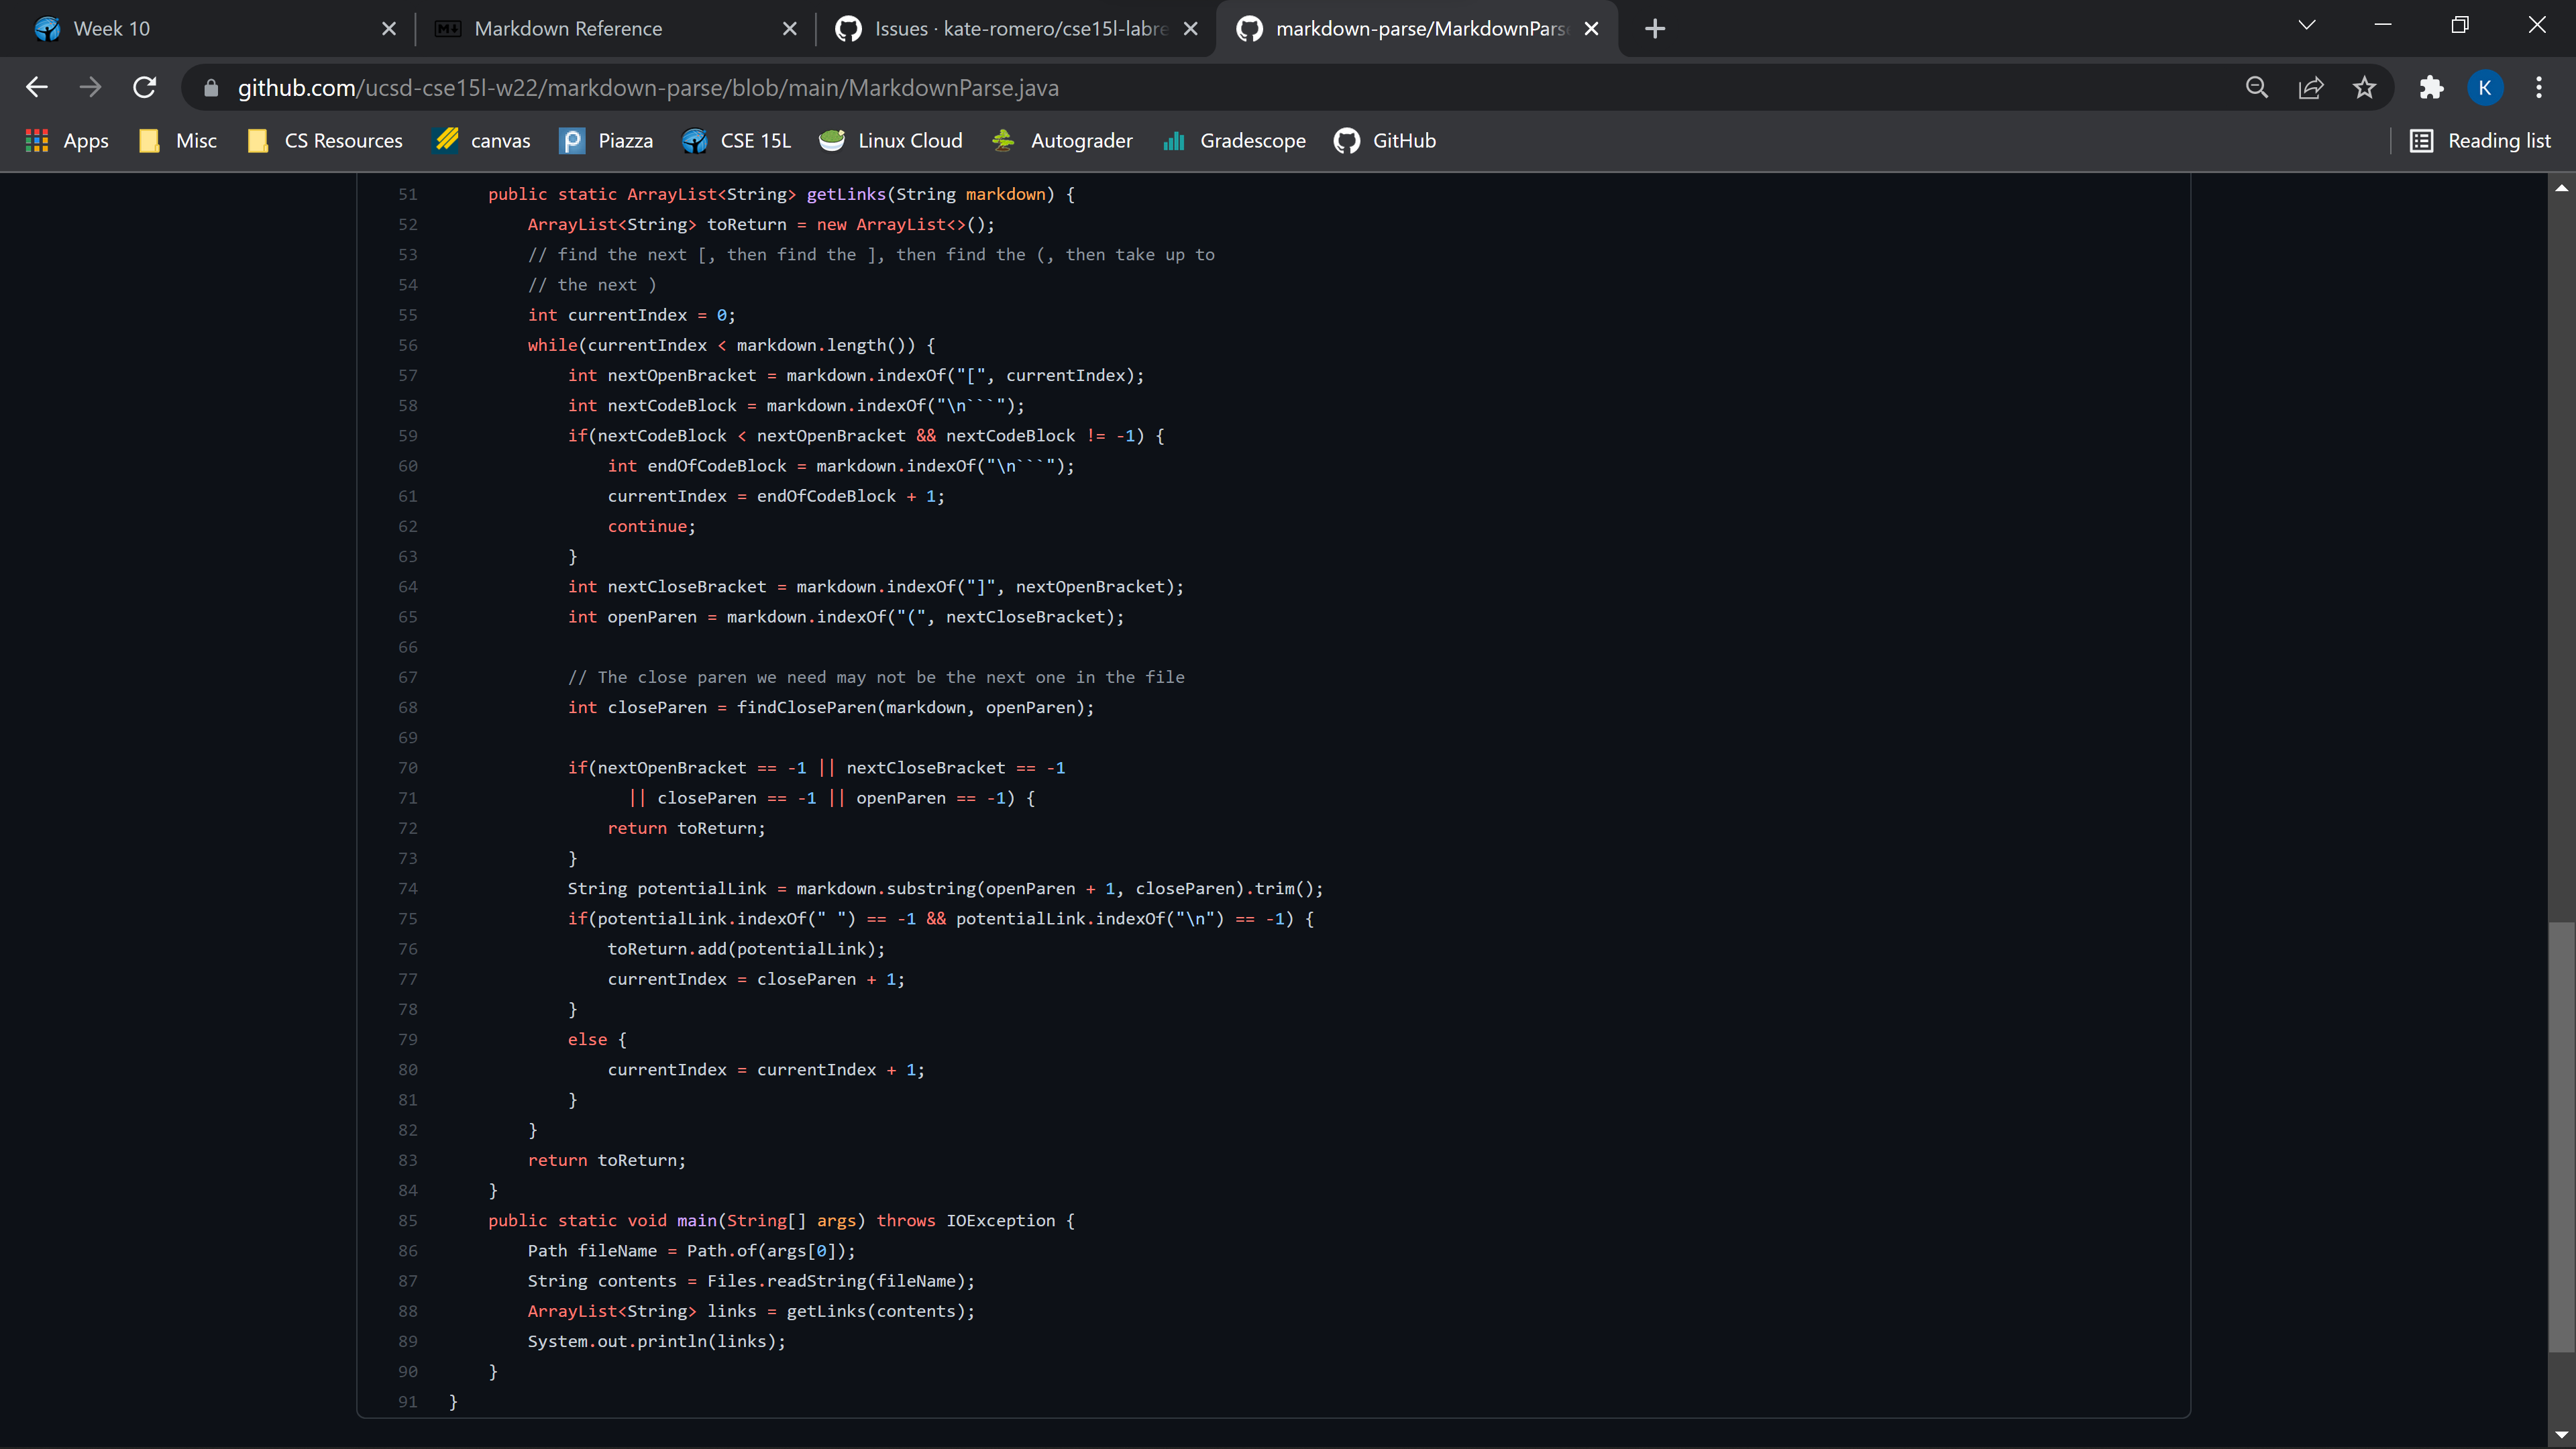 Week 10
Markdown Reference
Issues · kate-romero/cse15l-labre
markdown-parse/MarkdownParse
github.com/ucsd-cse15l-w22/markdown-parse/blob/main/MarkdownParse.java
K
Apps Misc CS Resources canvas Piazza CSE 15L Linux Cloud Autograder Gradescope GitHub Reading list
51 public static ArrayList<String> getLinks(String markdown) {
52 ArrayList<String> toReturn = new ArrayList<>();
53 // find the next [, then find the ], then find the (, then take up to
54 // the next )
55 int currentIndex = 0;
56 while(currentIndex < markdown.length()) {
57 int nextOpenBracket = markdown.indexOf("[", currentIndex);
58 int nextCodeBlock = markdown.indexOf("\n```");
59 if(nextCodeBlock < nextOpenBracket && nextCodeBlock != -1) {
60 int endOfCodeBlock = markdown.indexOf("\n```");
61 currentIndex = endOfCodeBlock + 1;
62 continue;
63 }
64 int nextCloseBracket = markdown.indexOf("]", nextOpenBracket);
65 int openParen = markdown.indexOf("(", nextCloseBracket);
66
67 // The close paren we need may not be the next one in the file
68 int closeParen = findCloseParen(markdown, openParen);
69
70 if(nextOpenBracket == -1 || nextCloseBracket == -1
71 || closeParen == -1 || openParen == -1) {
72 return toReturn;
73 }
74 String potentialLink = markdown.substring(openParen + 1, closeParen).trim();
75 if(potentialLink.indexOf(" ") == -1 && potentialLink.indexOf("\n") == -1) {
76 toReturn.add(potentialLink);
77 currentIndex = closeParen + 1;
78 }
79 else {
80 currentIndex = currentIndex + 1;
81 }
82 }
83 return toReturn;
84 }
85 public static void main(String[] args) throws IOException {
86 Path fileName = Path.of(args[0]);
87 String contents = Files.readString(fileName);
88 ArrayList<String> links = getLinks(contents);
89 System.out.println(links);
90 }
91 }